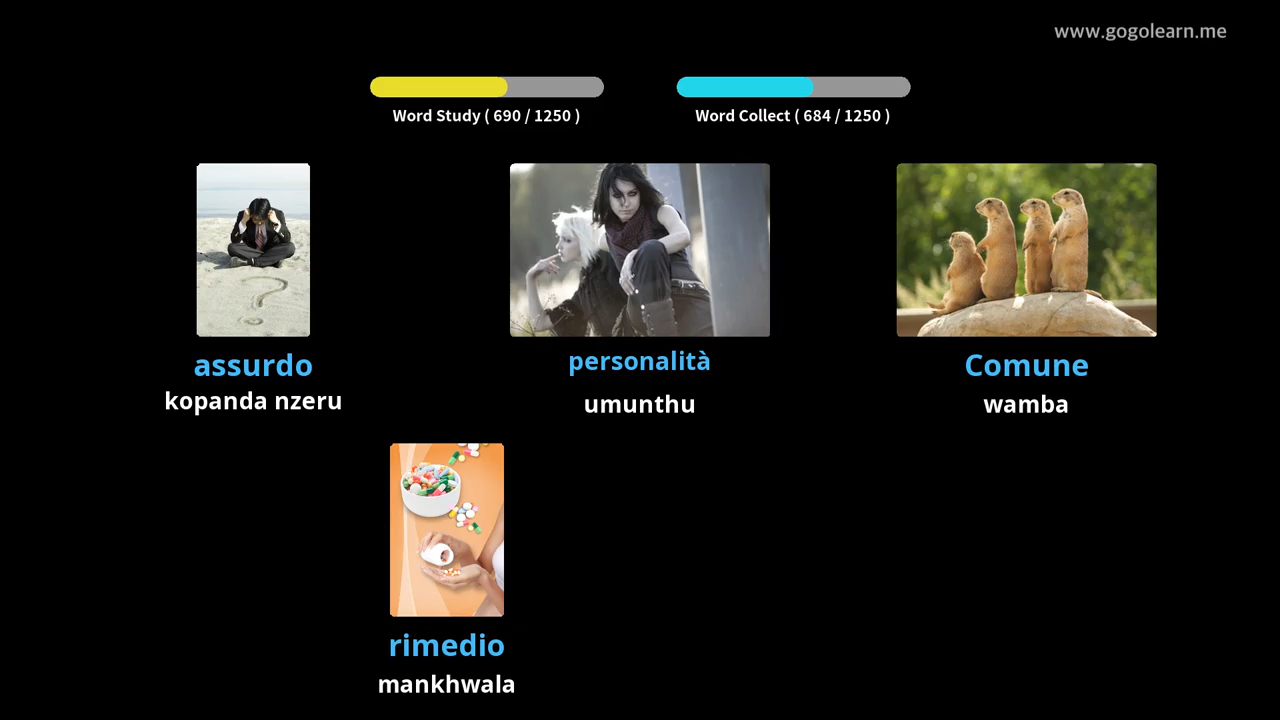 www.gogolearn.me
Word Study ( 690 / 1250 )
Word Collect ( 684 / 1250 )
assurdo
kopanda nzeru
personalità
umunthu
Comune
wamba
rimedio
mankhwala